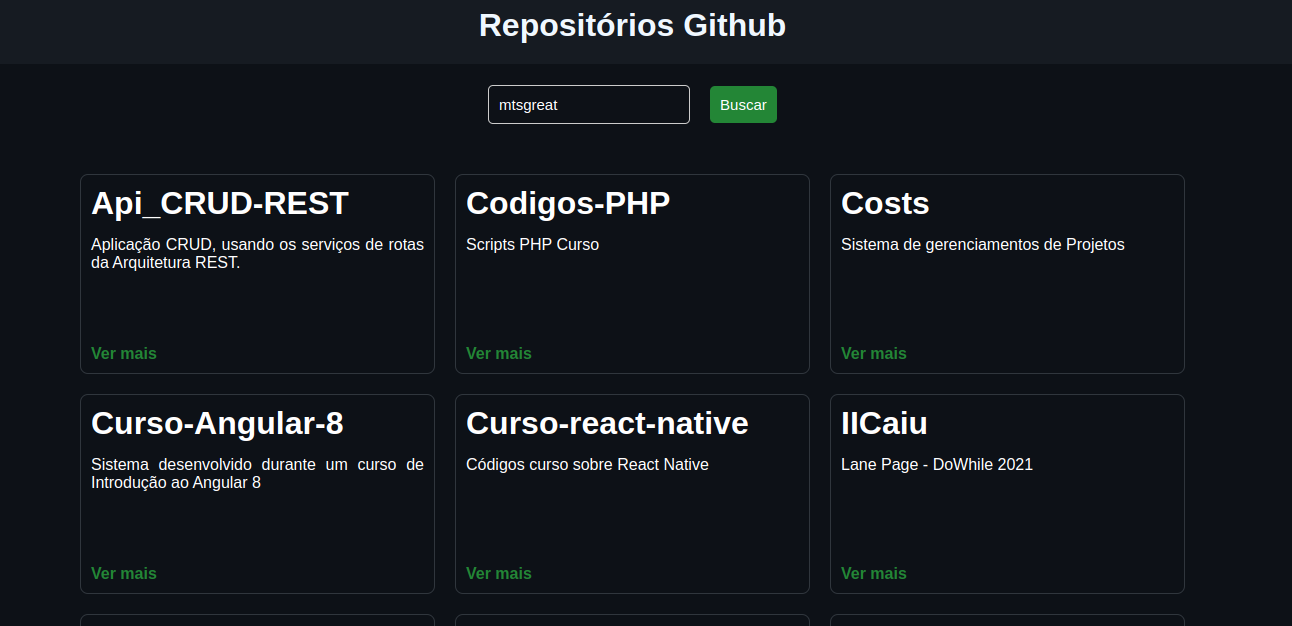 Repositórios Github
mtsgreat
Buscar
Api_CRUD-REST
Aplicação CRUD, usando os serviços de rotas
da Arquitetura REST.
Ver mais
Codigos-PHP
Scripts PHP Curso
Ver mais
Costs
Sistema de gerenciamentos de Projetos
Ver mais
Curso-Angular-8
Sistema desenvolvido durante um curso de
Introdução ao Angular 8
Ver mais
Curso-react-native
Códigos curso sobre React Native
Ver mais
IICaiu
Lane Page - DoWhile 2021
Ver mais